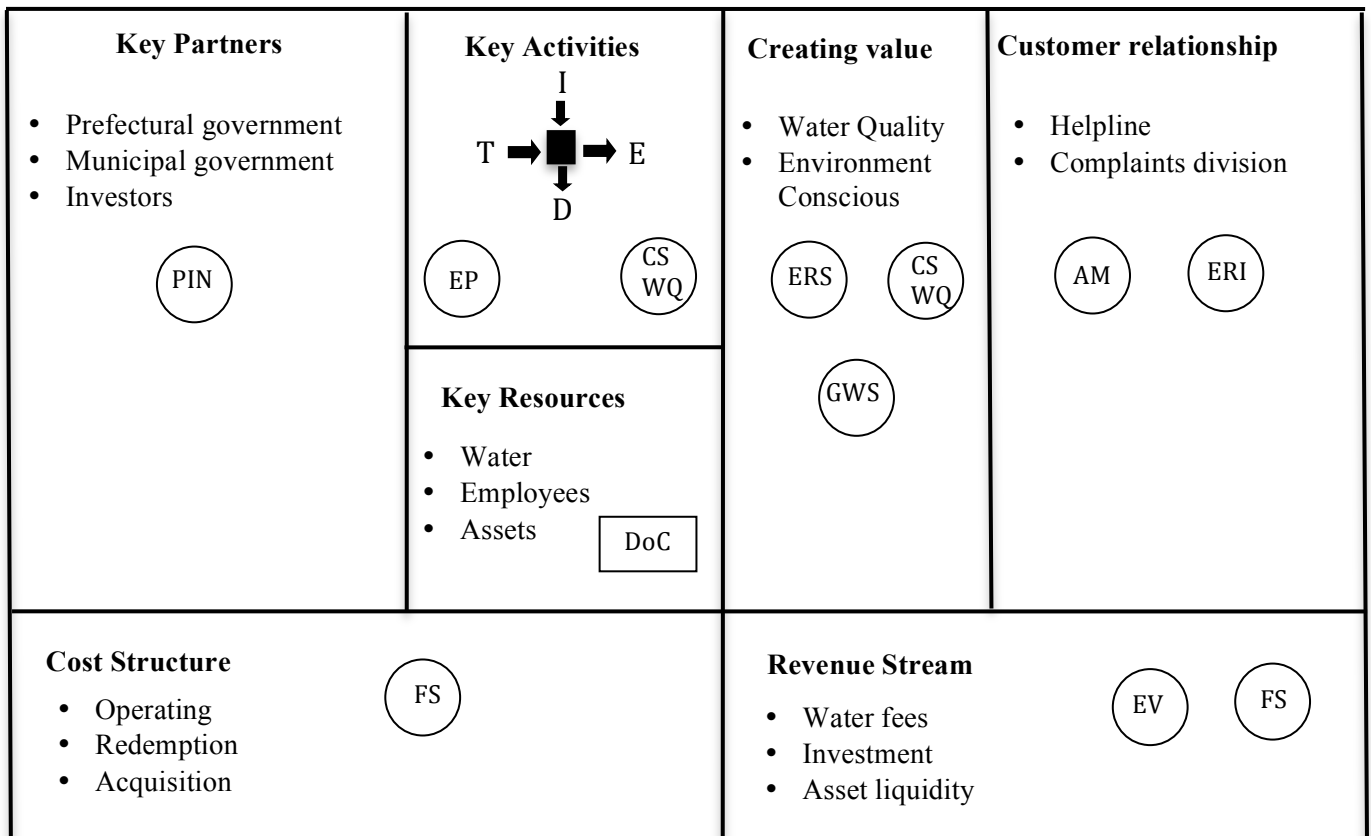 Key Partners
• Prefectural government
• Municipal government
• Investors
PIN
Key Activities
I
T
E
D
EP
CS
WQ
Key Resources
• Water
• Employees
• Assets
DoC
Creating value
• Water Quality
• Environment
Conscious
ERS
CS
WQ
GWS
Customer relationship
• Helpline
• Complaints division
AM
ERI
Cost Structure
• Operating
• Redemption
• Acquisition
FS
Revenue Stream
• Water fees
• Investment
• Asset liquidity
EV
FS